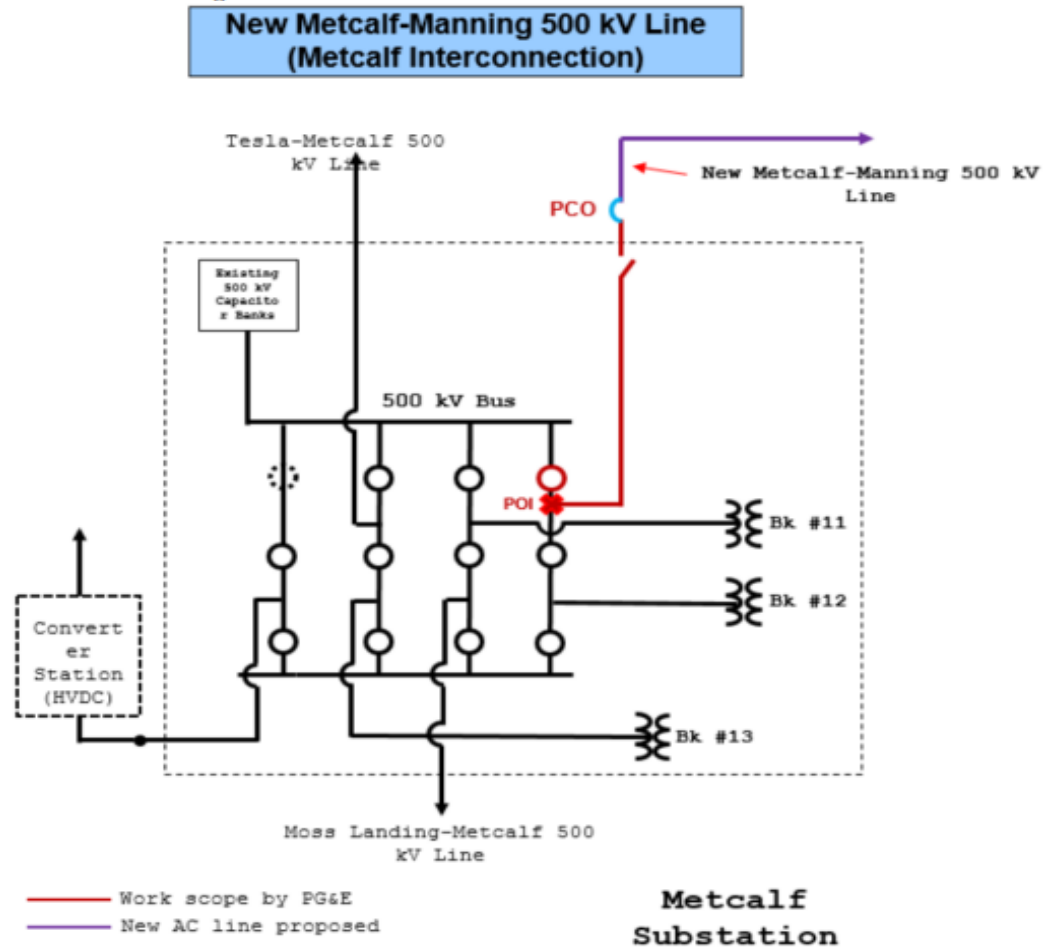 New Metcalf-Manning 500 kV Line
(Metcalf Interconnection)
Tesla-Metcalf 500
kV Line
New Metcalf-Manning 500 kV
Line
PCO
Existing
500 kV
Capacito
r Banks
500 kV Bus
POI
Bk #11
Bk #12
Convert
er
Station
(HVDC)
Bk #13
Moss Landing-Metcalf 500
kV Line
Work scope by PG&E
New AC line proposed
Metcalf
Substation